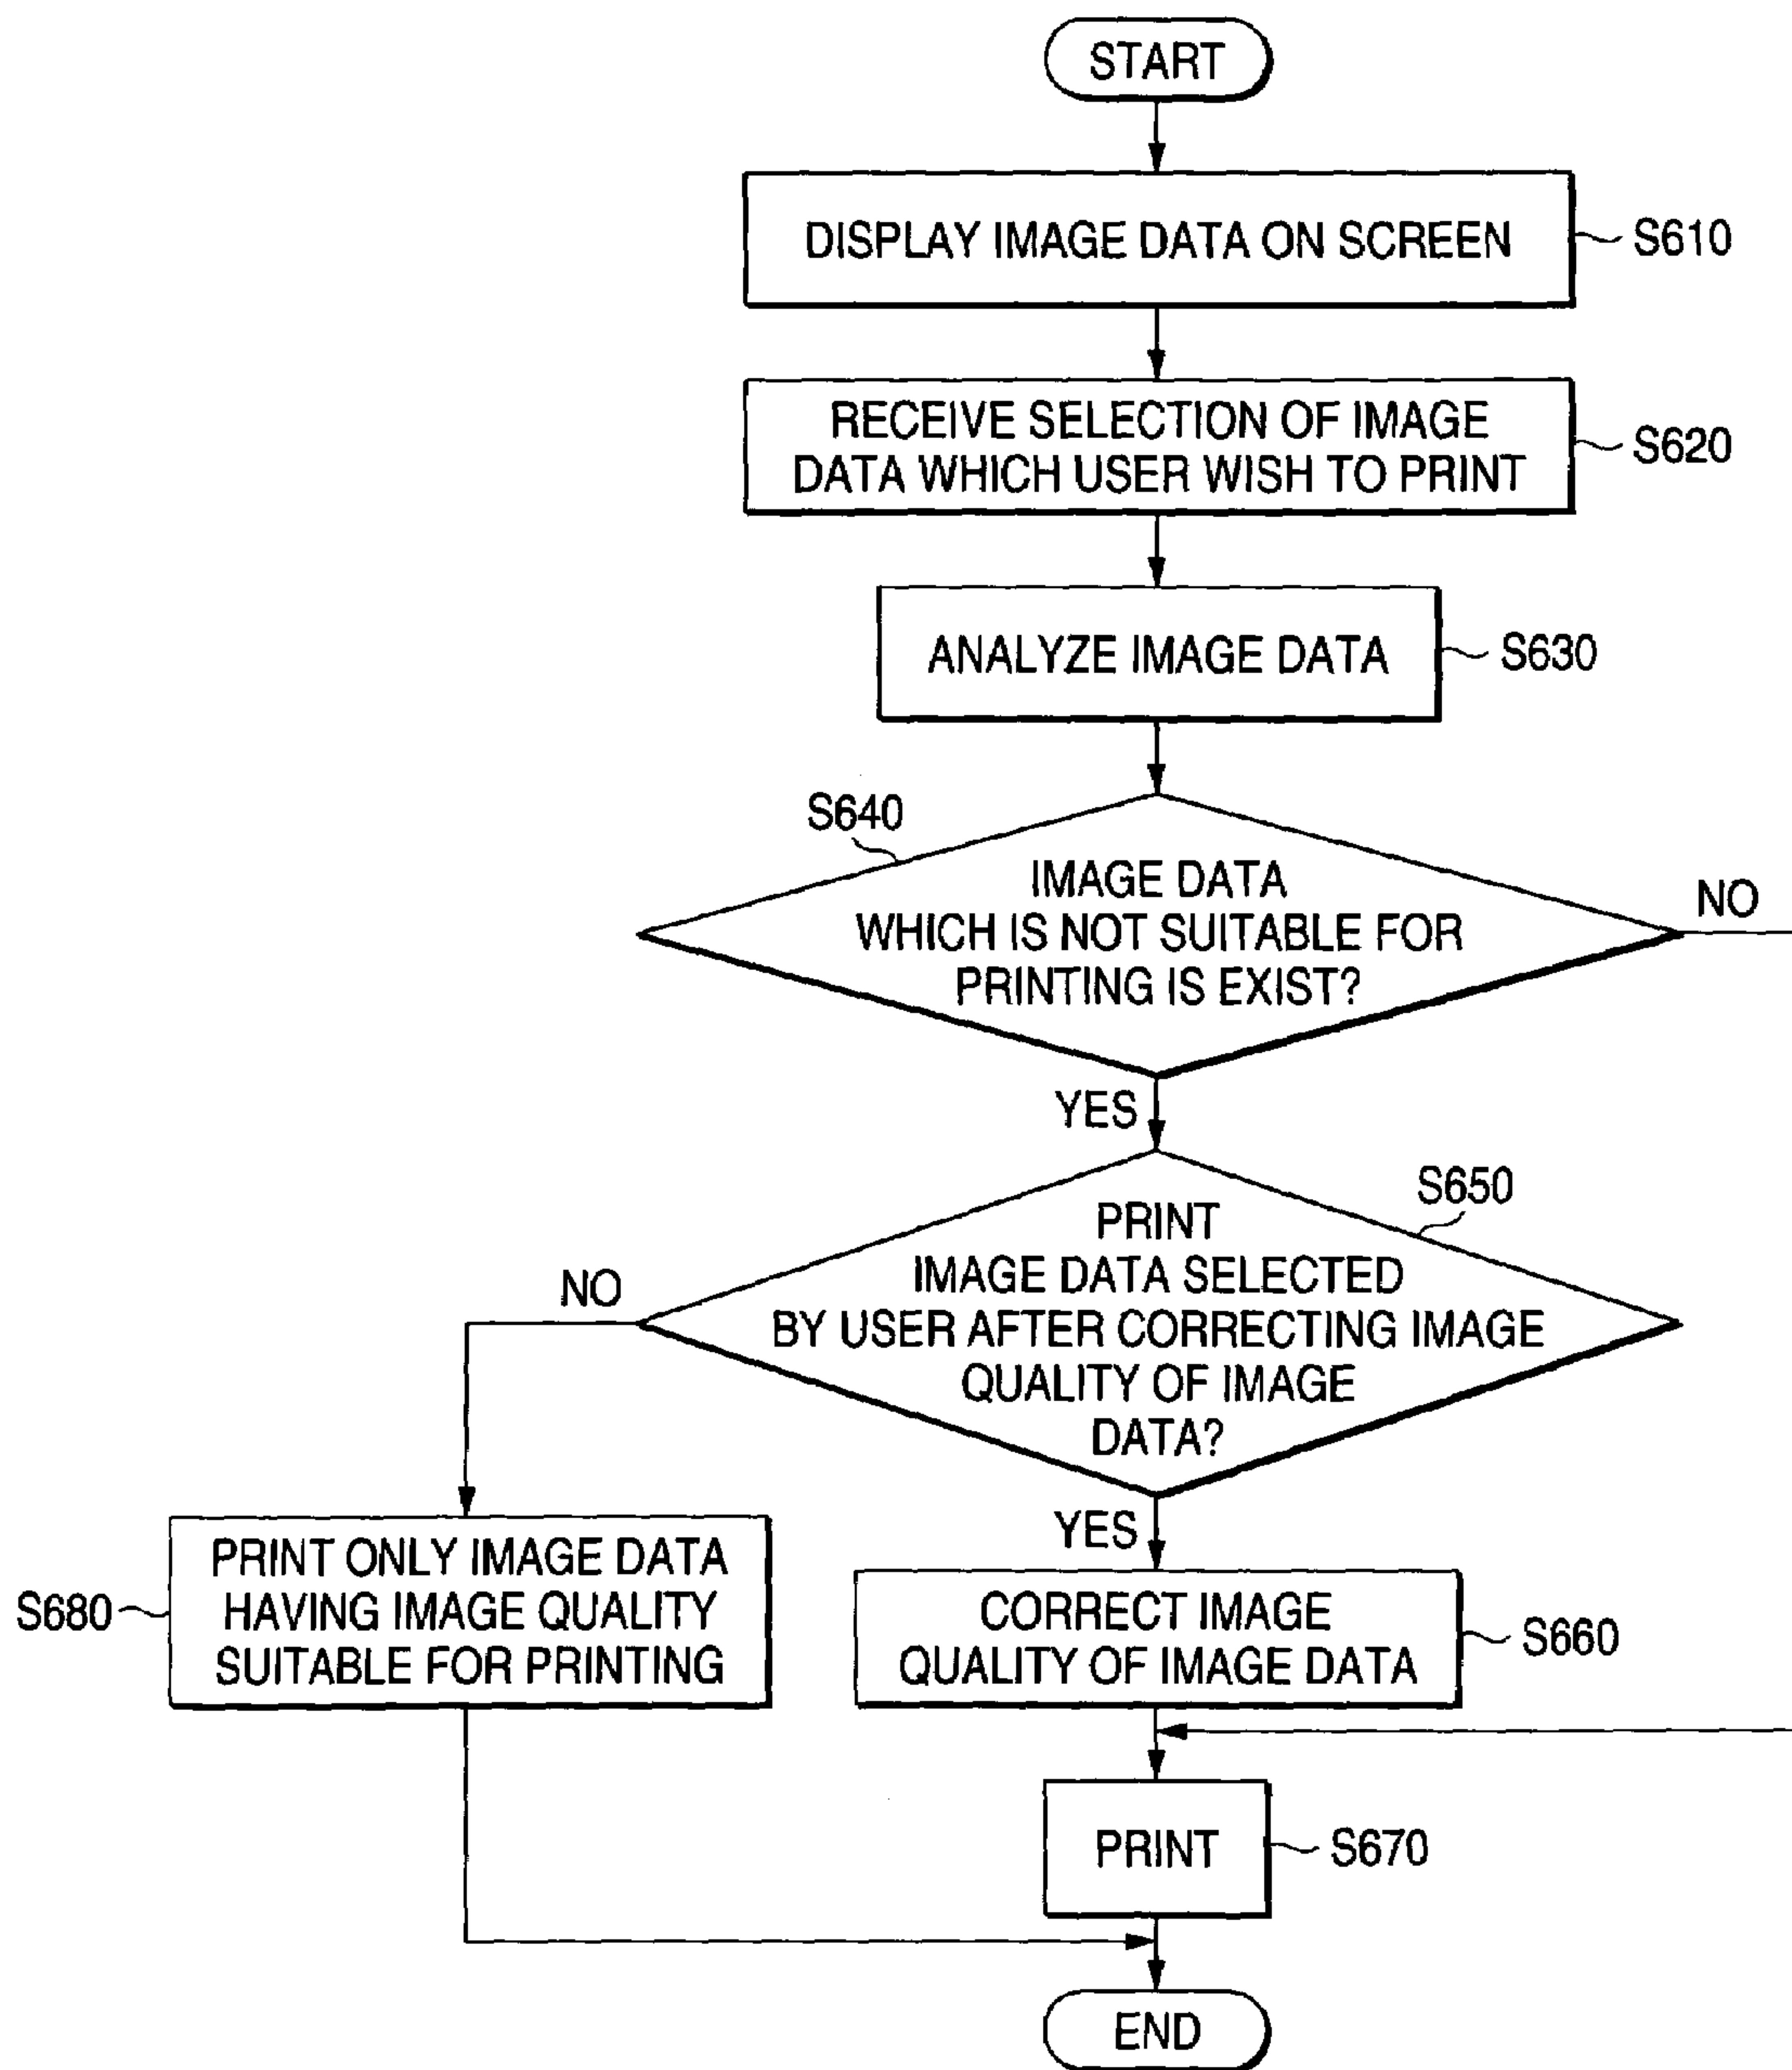 START
DISPLAY IMAGE DATA ON SCREEN
S610
RECEIVE SELECTION OF IMAGE
DATA WHICH USER WISH TO PRINT
S620
ANALYZE IMAGE DATA
S630
S640
IMAGE DATA
WHICH IS NOT SUITABLE FOR
PRINTING IS EXIST?
NO
YES
S650
PRINT
IMAGE DATA SELECTED
BY USER AFTER CORRECTING IMAGE
QUALITY OF IMAGE
DATA?
NO
YES
PRINT ONLY IMAGE DATA
HAVING IMAGE QUALITY
SUITABLE FOR PRINTING
S680
CORRECT IMAGE
QUALITY OF IMAGE DATA
S660
PRINT
S670
END